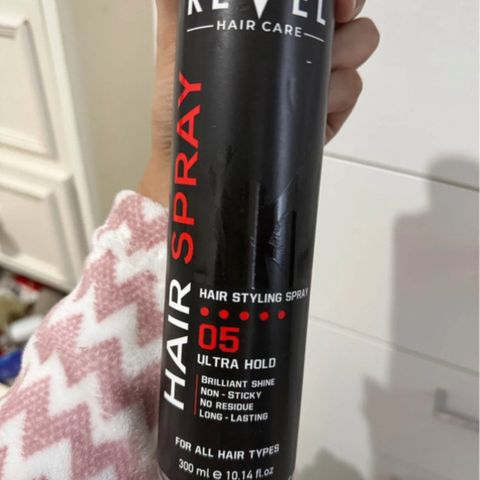 REVEL
HAIR CARE
HAIR SPRAY
HAIR STYLING SPRAY
05
ULTRA HOLD
BRILLIANT SHINE
NON - STICKY
NO RESIDUE
LONG - LASTING
FOR ALL HAIR TYPES
300 ml e 10.14 fl.oz